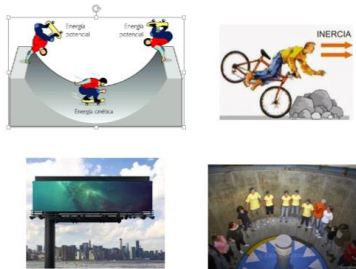 Energía
potencial
Energía
potencial
Energía cinética
INERCIA